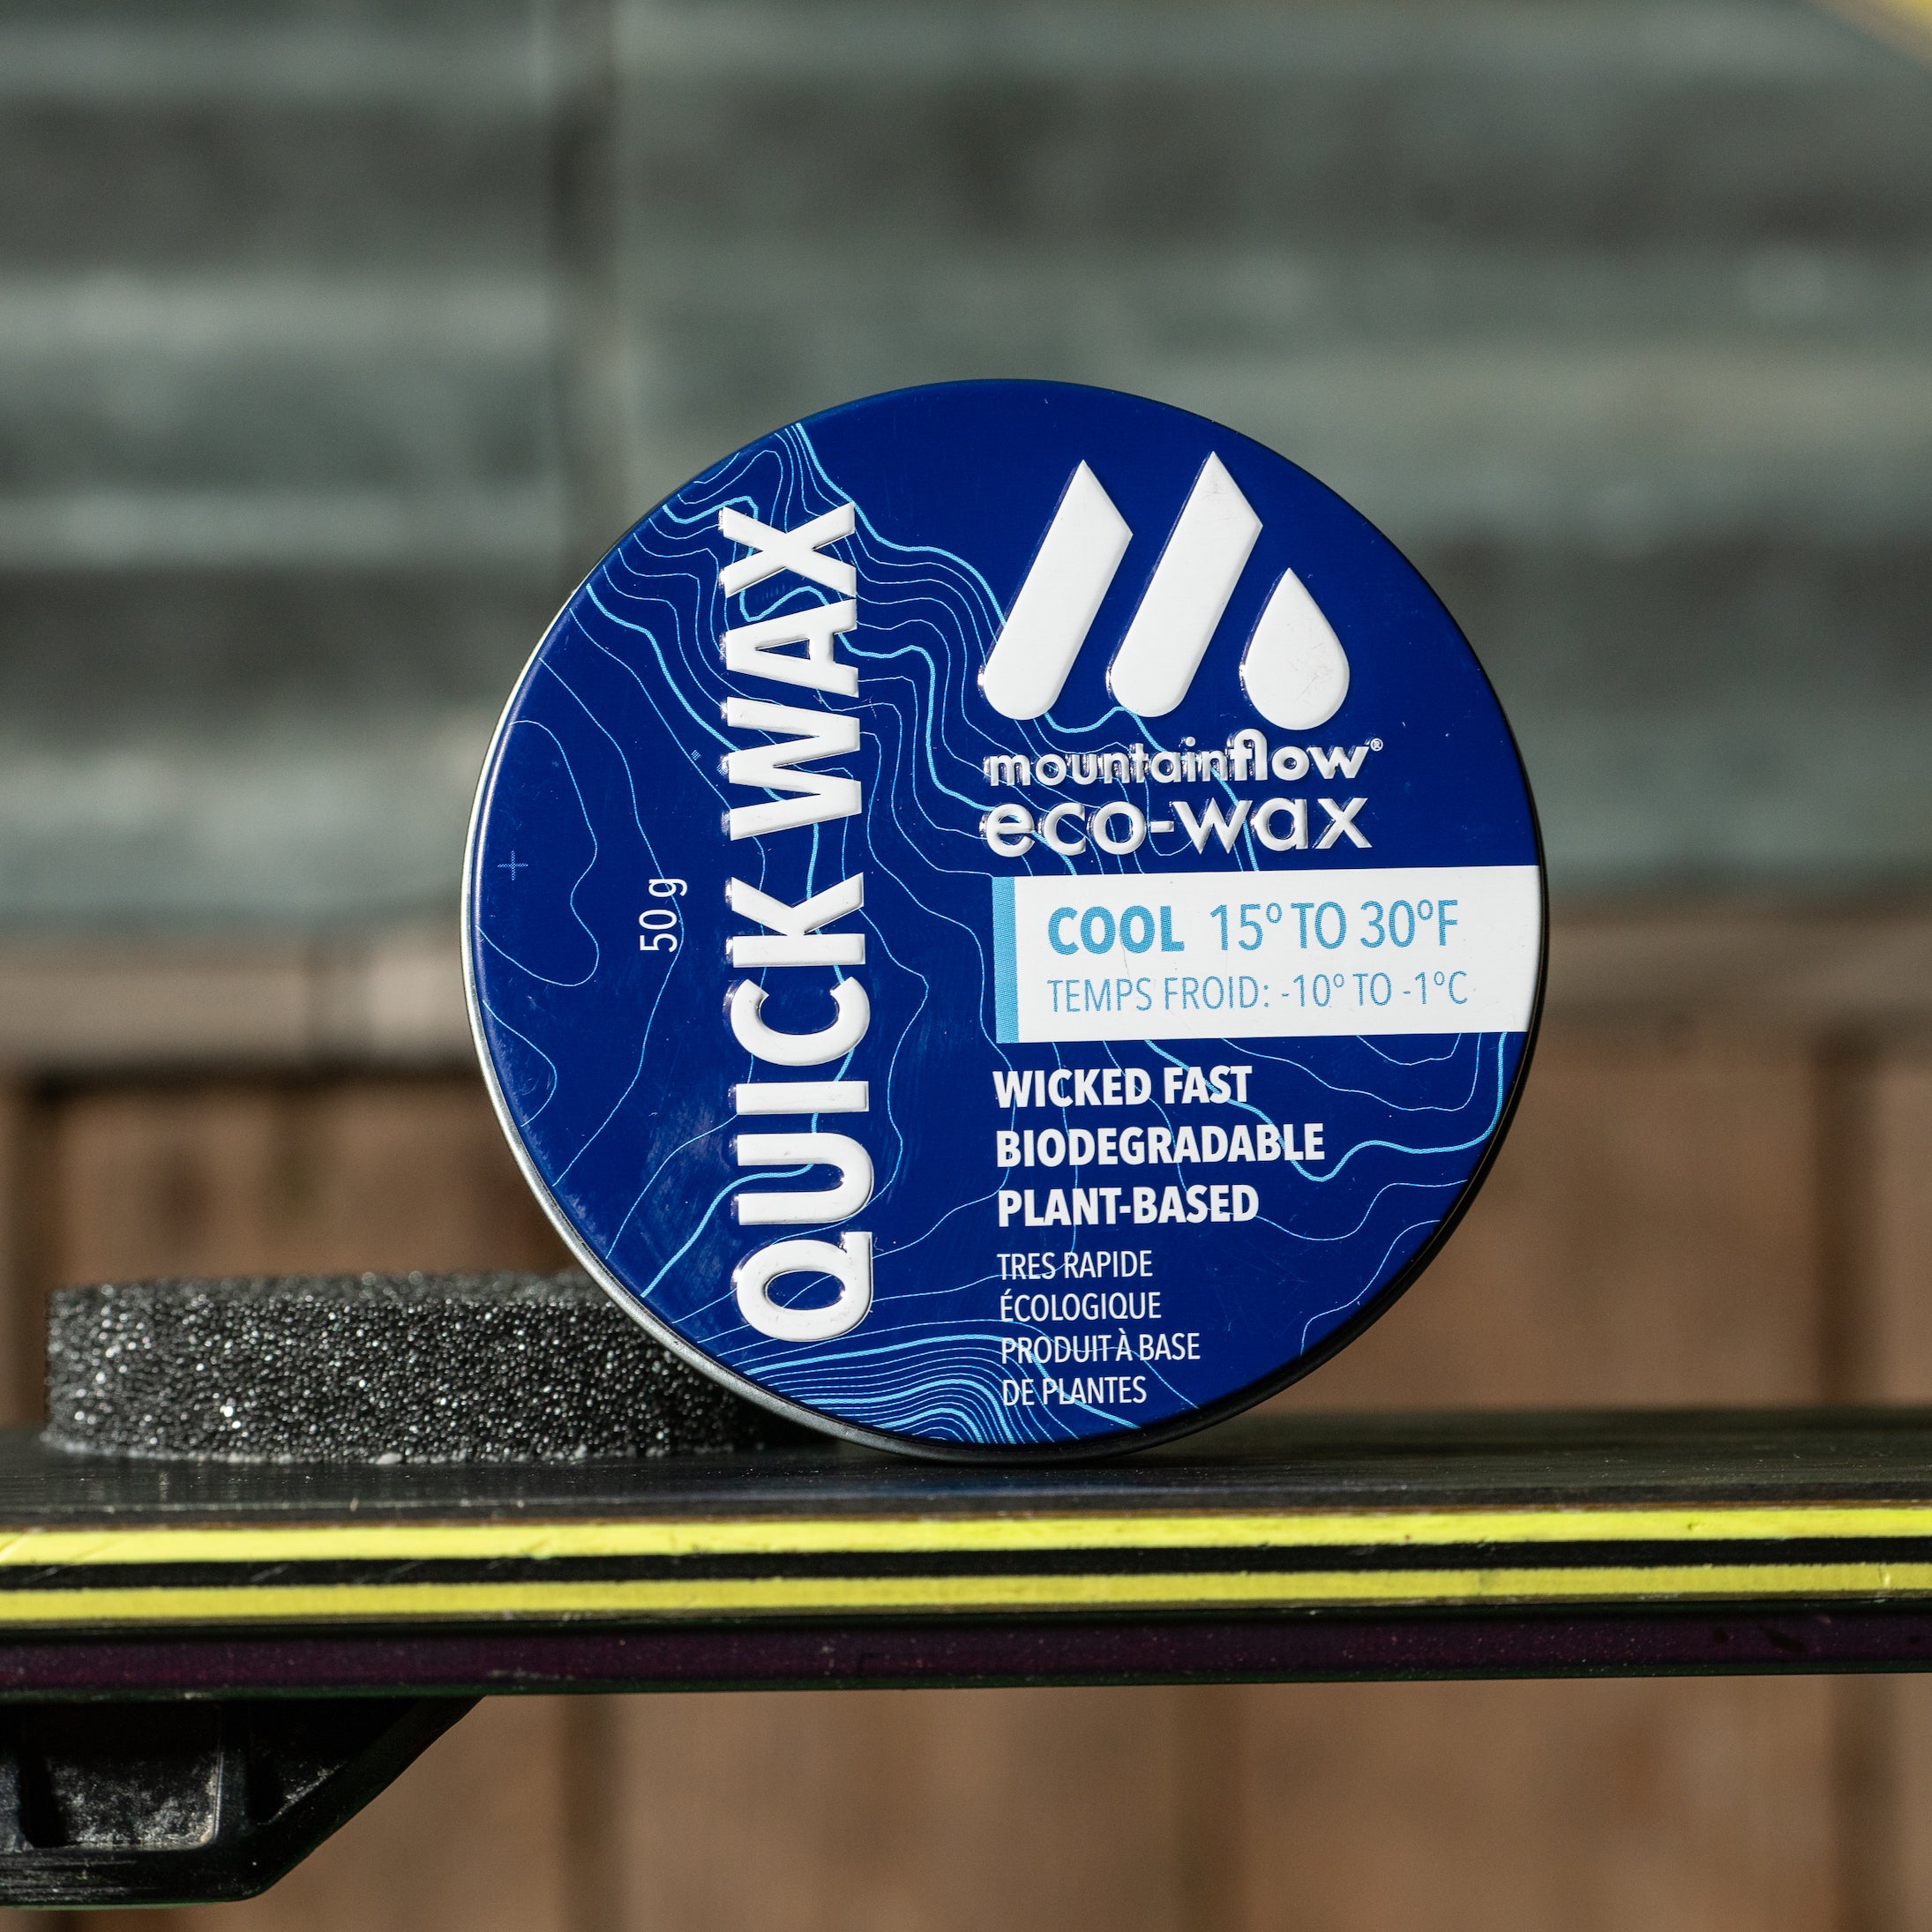 QUICK WAX
50 g
mountainflow®
eco-wax
COOL 15° TO 30°F
TEMPS FROID: -10° TO -1°C
WICKED FAST
BIODEGRADABLE
PLANT-BASED
TRES RAPIDE
ÉCOLOGIQUE
PRODUIT À BASE
DE PLANTES